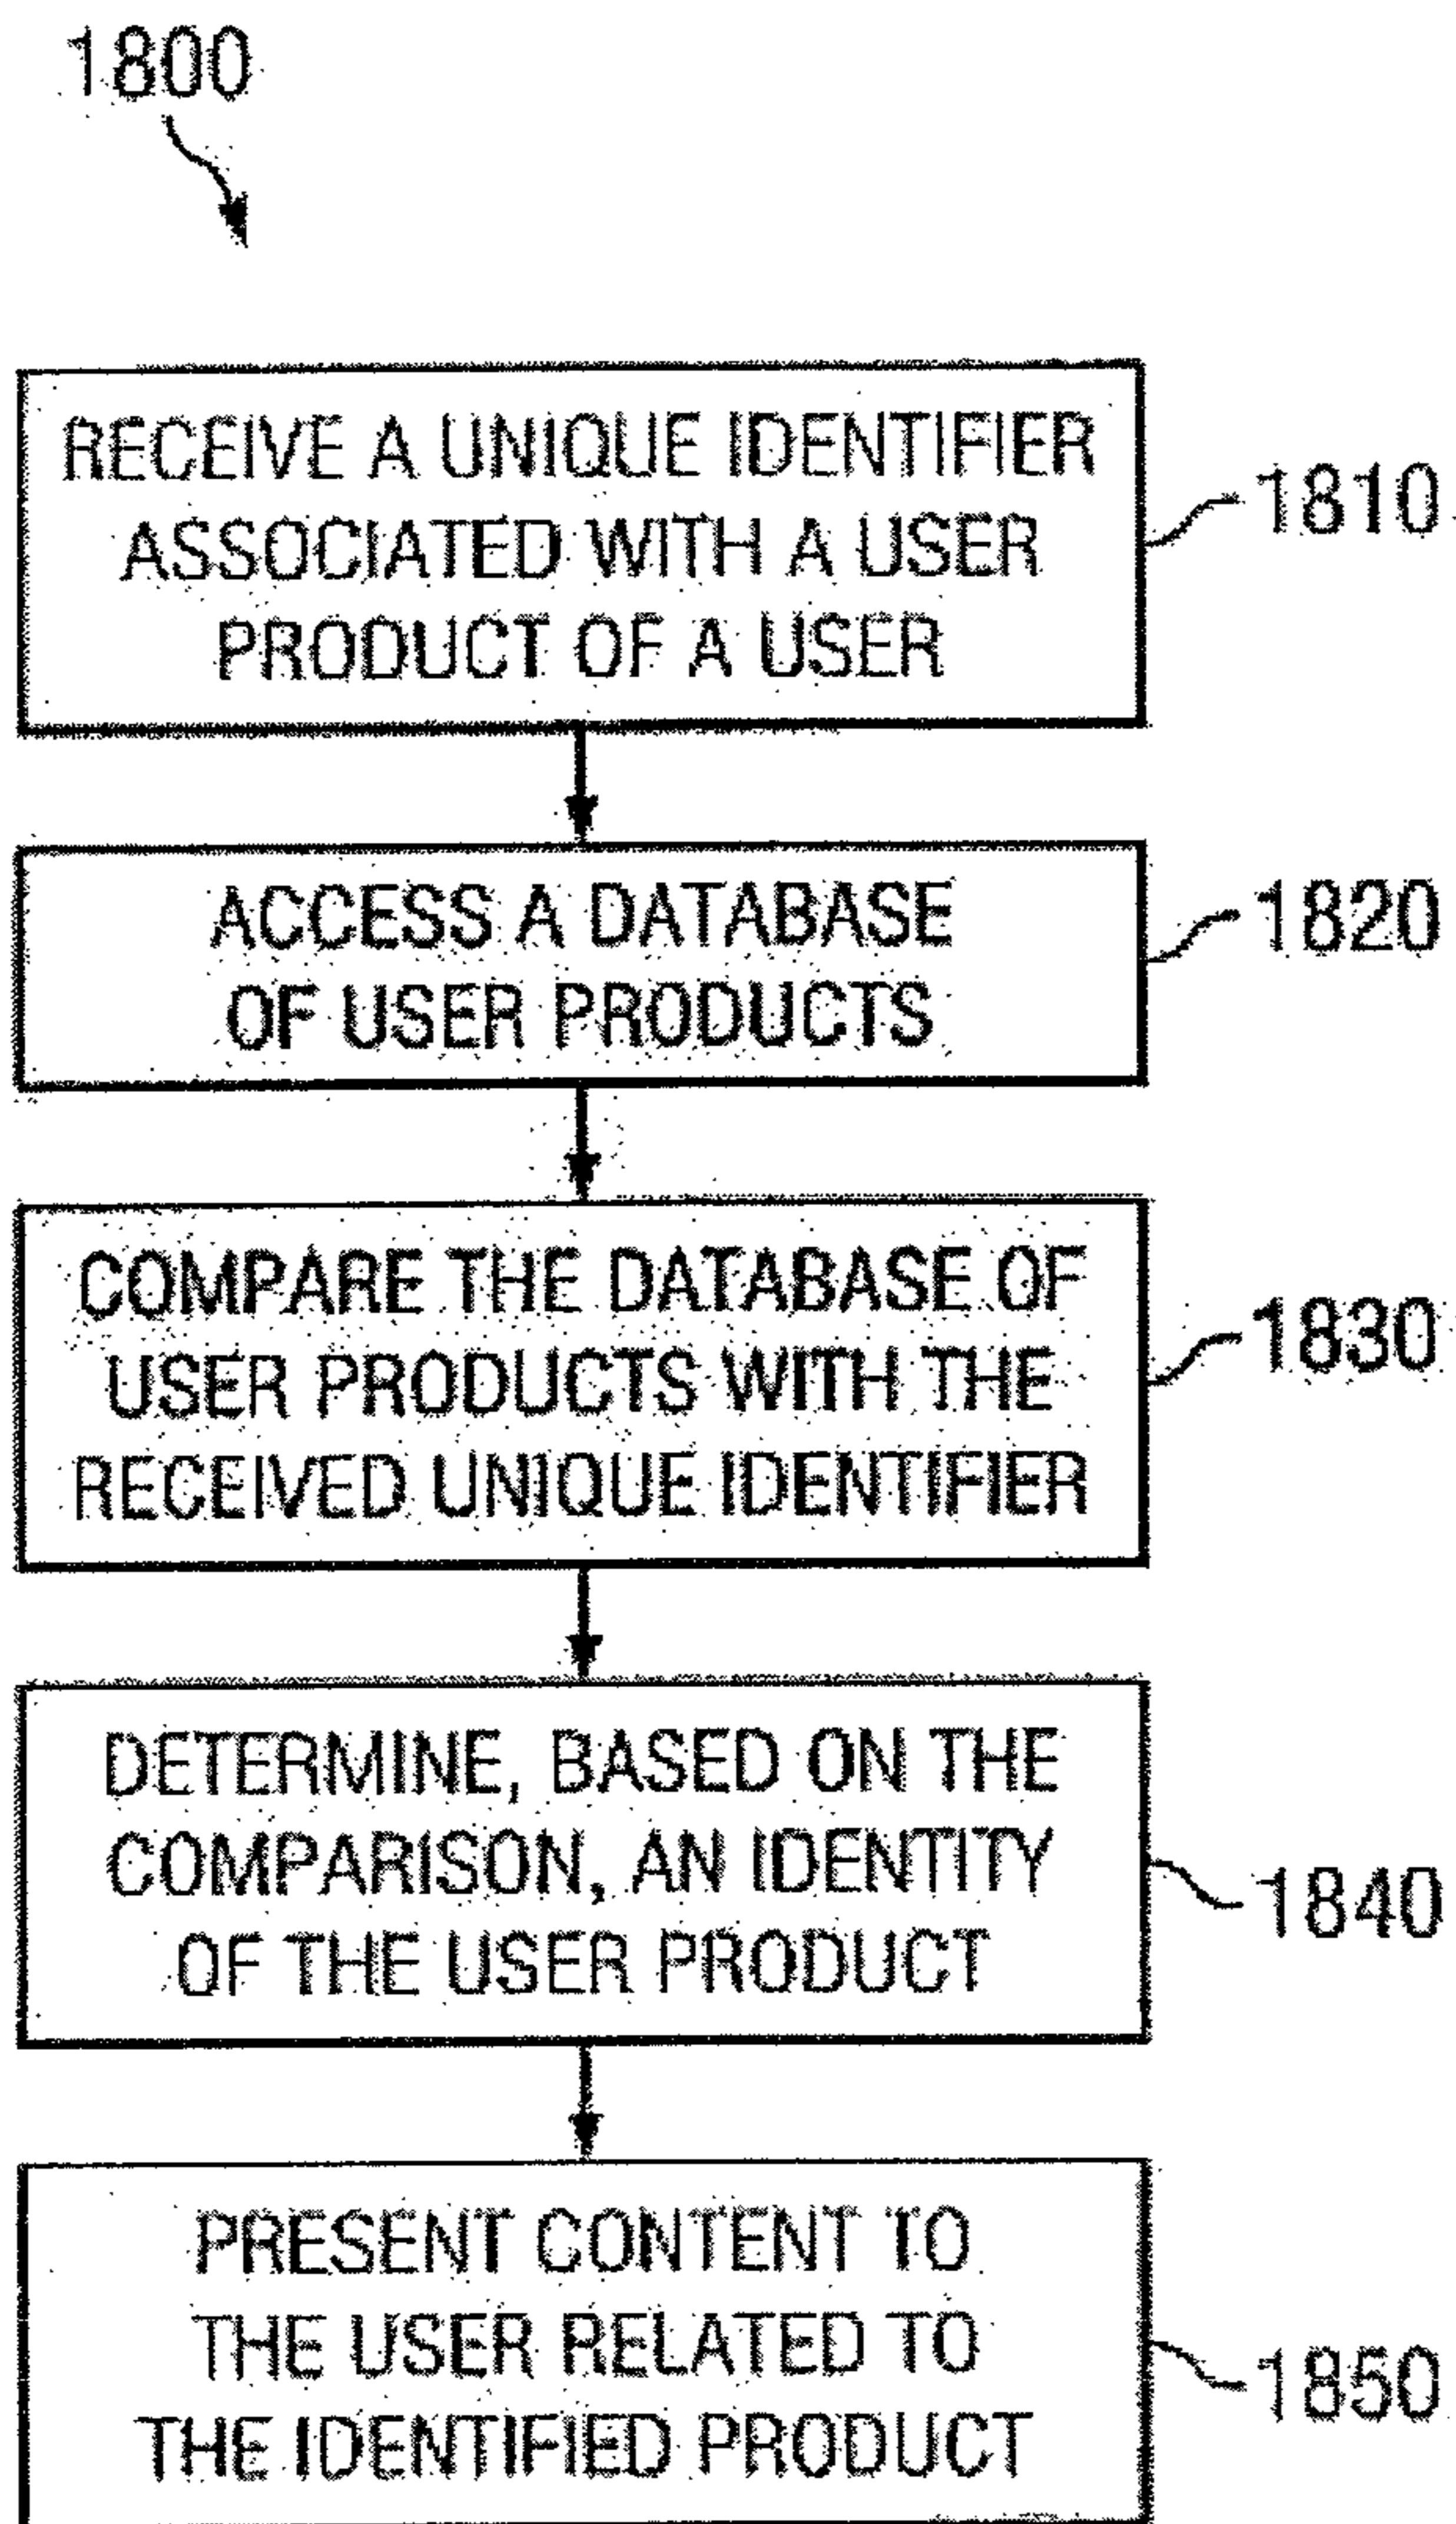 1800
RECEIVE A UNIQUE IDENTIFIER
ASSOCIATED WITH A USER
PRODUCT OF A USER
1810
ACCESS A DATABASE
OF USER PRODUCTS
1820
COMPARE THE DATABASE OF
USER PRODUCTS WITH THE
RECEIVED UNIQUE IDENTIFIER
1830
DETERMINE, BASED ON THE
COMPARISON, AN IDENTITY
OF THE USER PRODUCT
1840
PRESENT CONTENT TO
THE USER RELATED TO
THE IDENTIFIED PRODUCT
1850